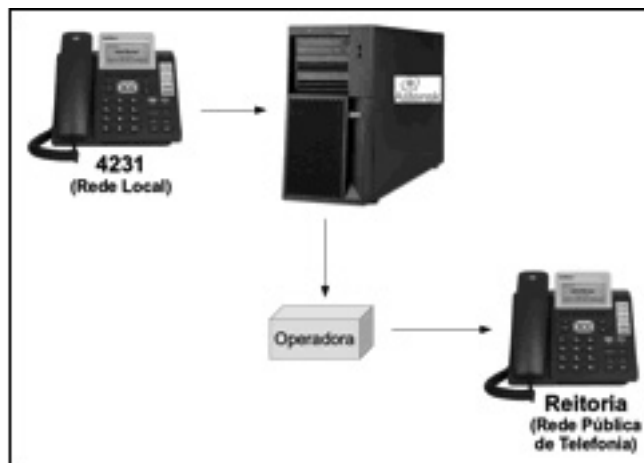 4231
(Rede Local)
Operadora
Reitoria
(Rede Pública
de Telefonia)